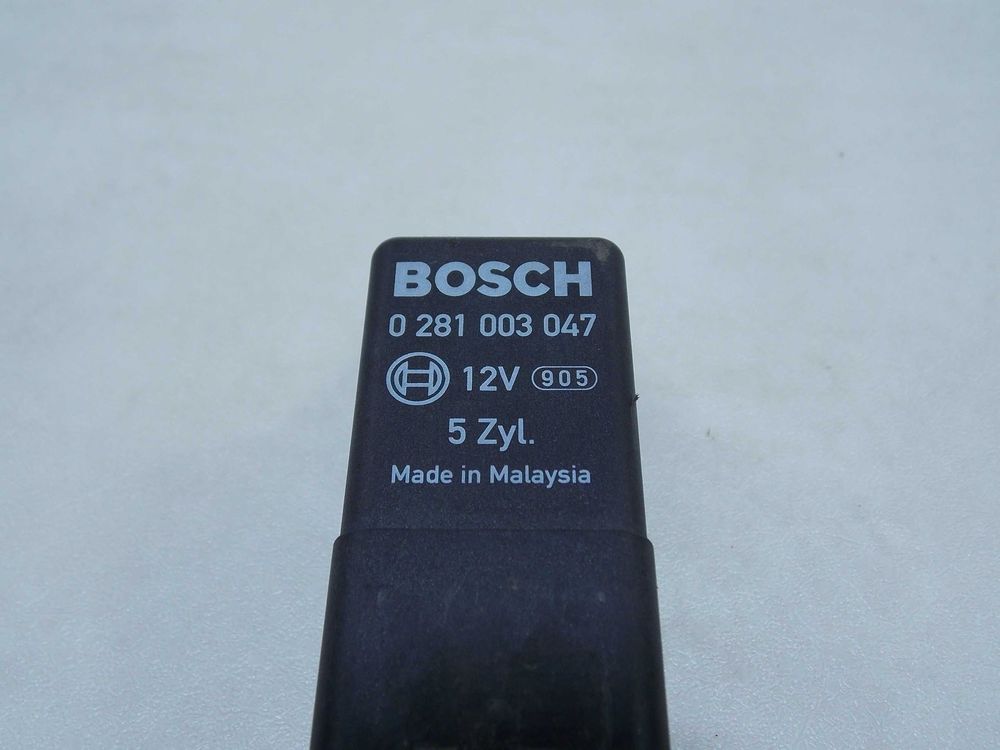 BOSCH
0 281 003 047
12V 905
5 Zyl.
Made in Malaysia